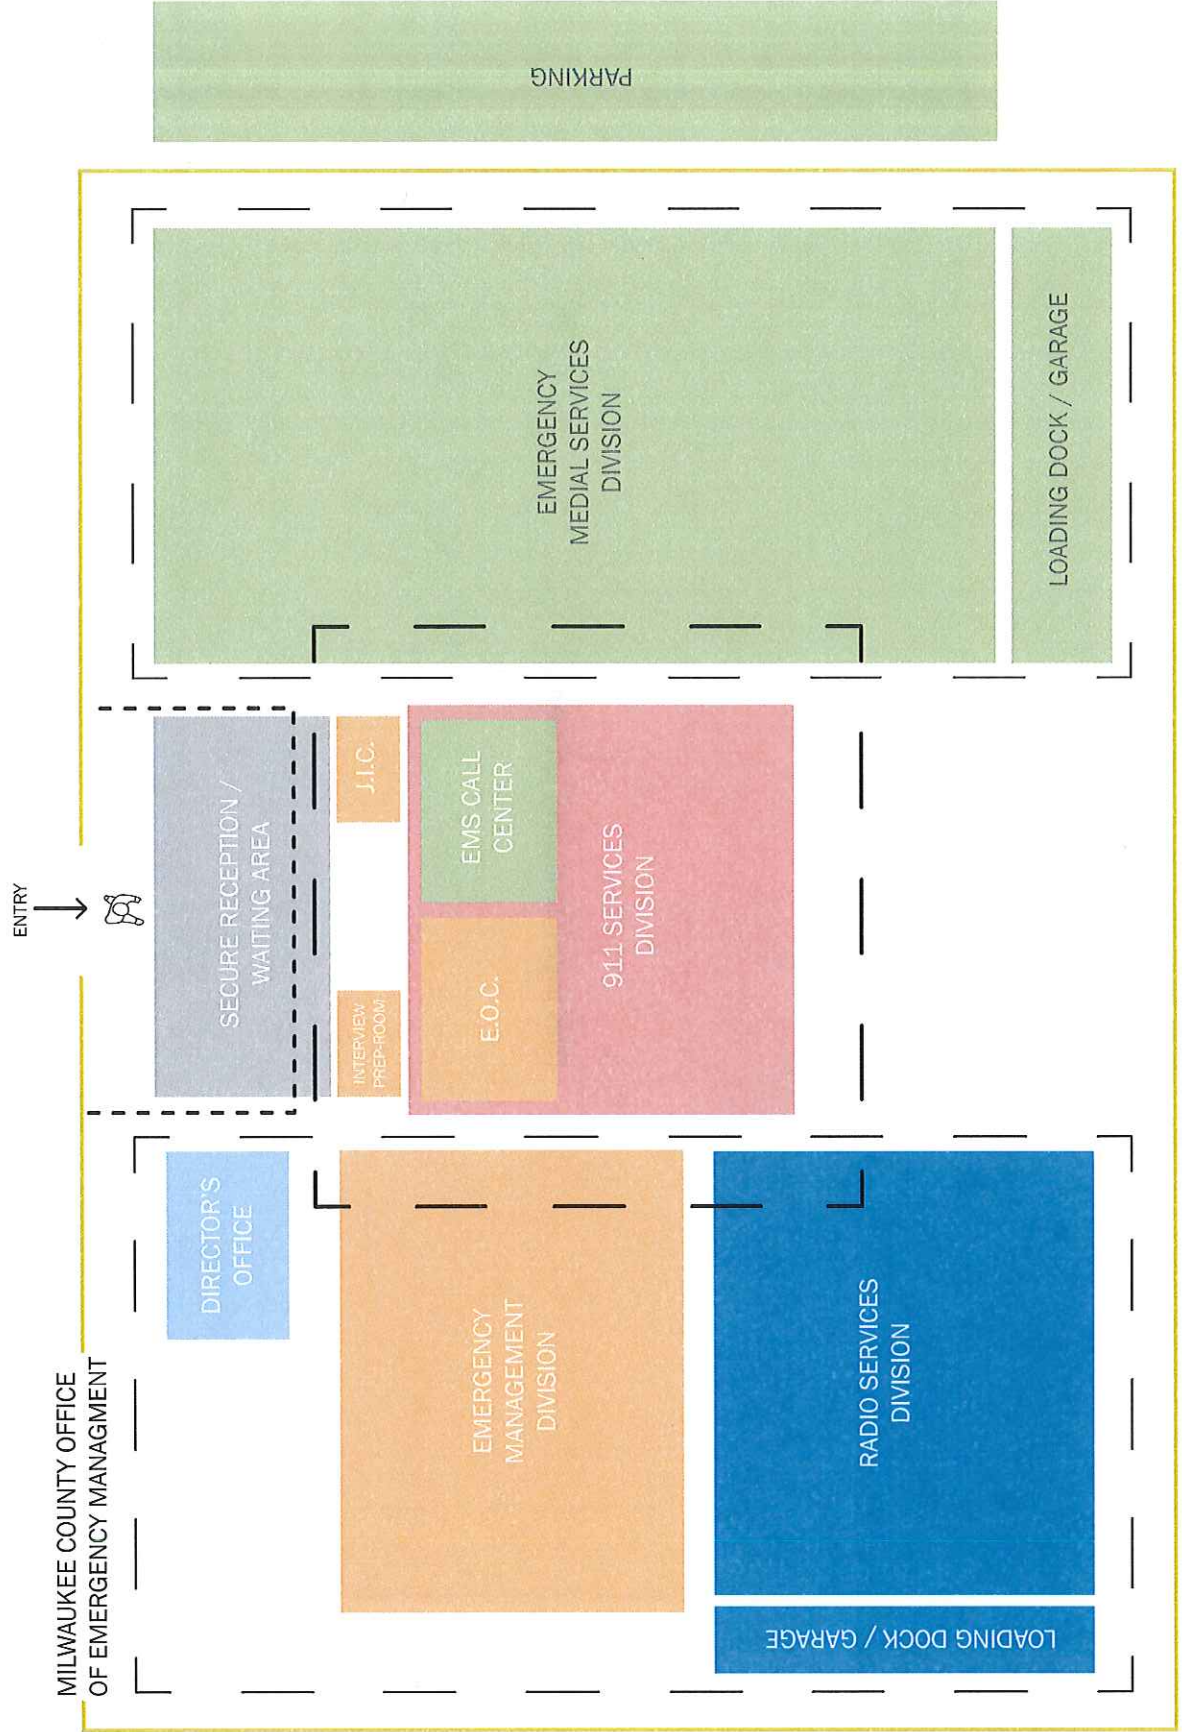 MILWAUKEE COUNTY OFFICE
OF EMERGENCY MANAGMENT
ENTRY
DIRECTOR'S
OFFICE
SECURE RECEPTION /
WAITING AREA
INTERVIEW
PREP-ROOM
J.I.C.
E.O.C.
EMS CALL
CENTER
911 SERVICES
DIVISION
EMERGENCY
MANAGEMENT
DIVISION
RADIO SERVICES
DIVISION
LOADING DOCK / GARAGE
EMERGENCY
MEDIAL SERVICES
DIVISION
LOADING DOCK / GARAGE
PARKING